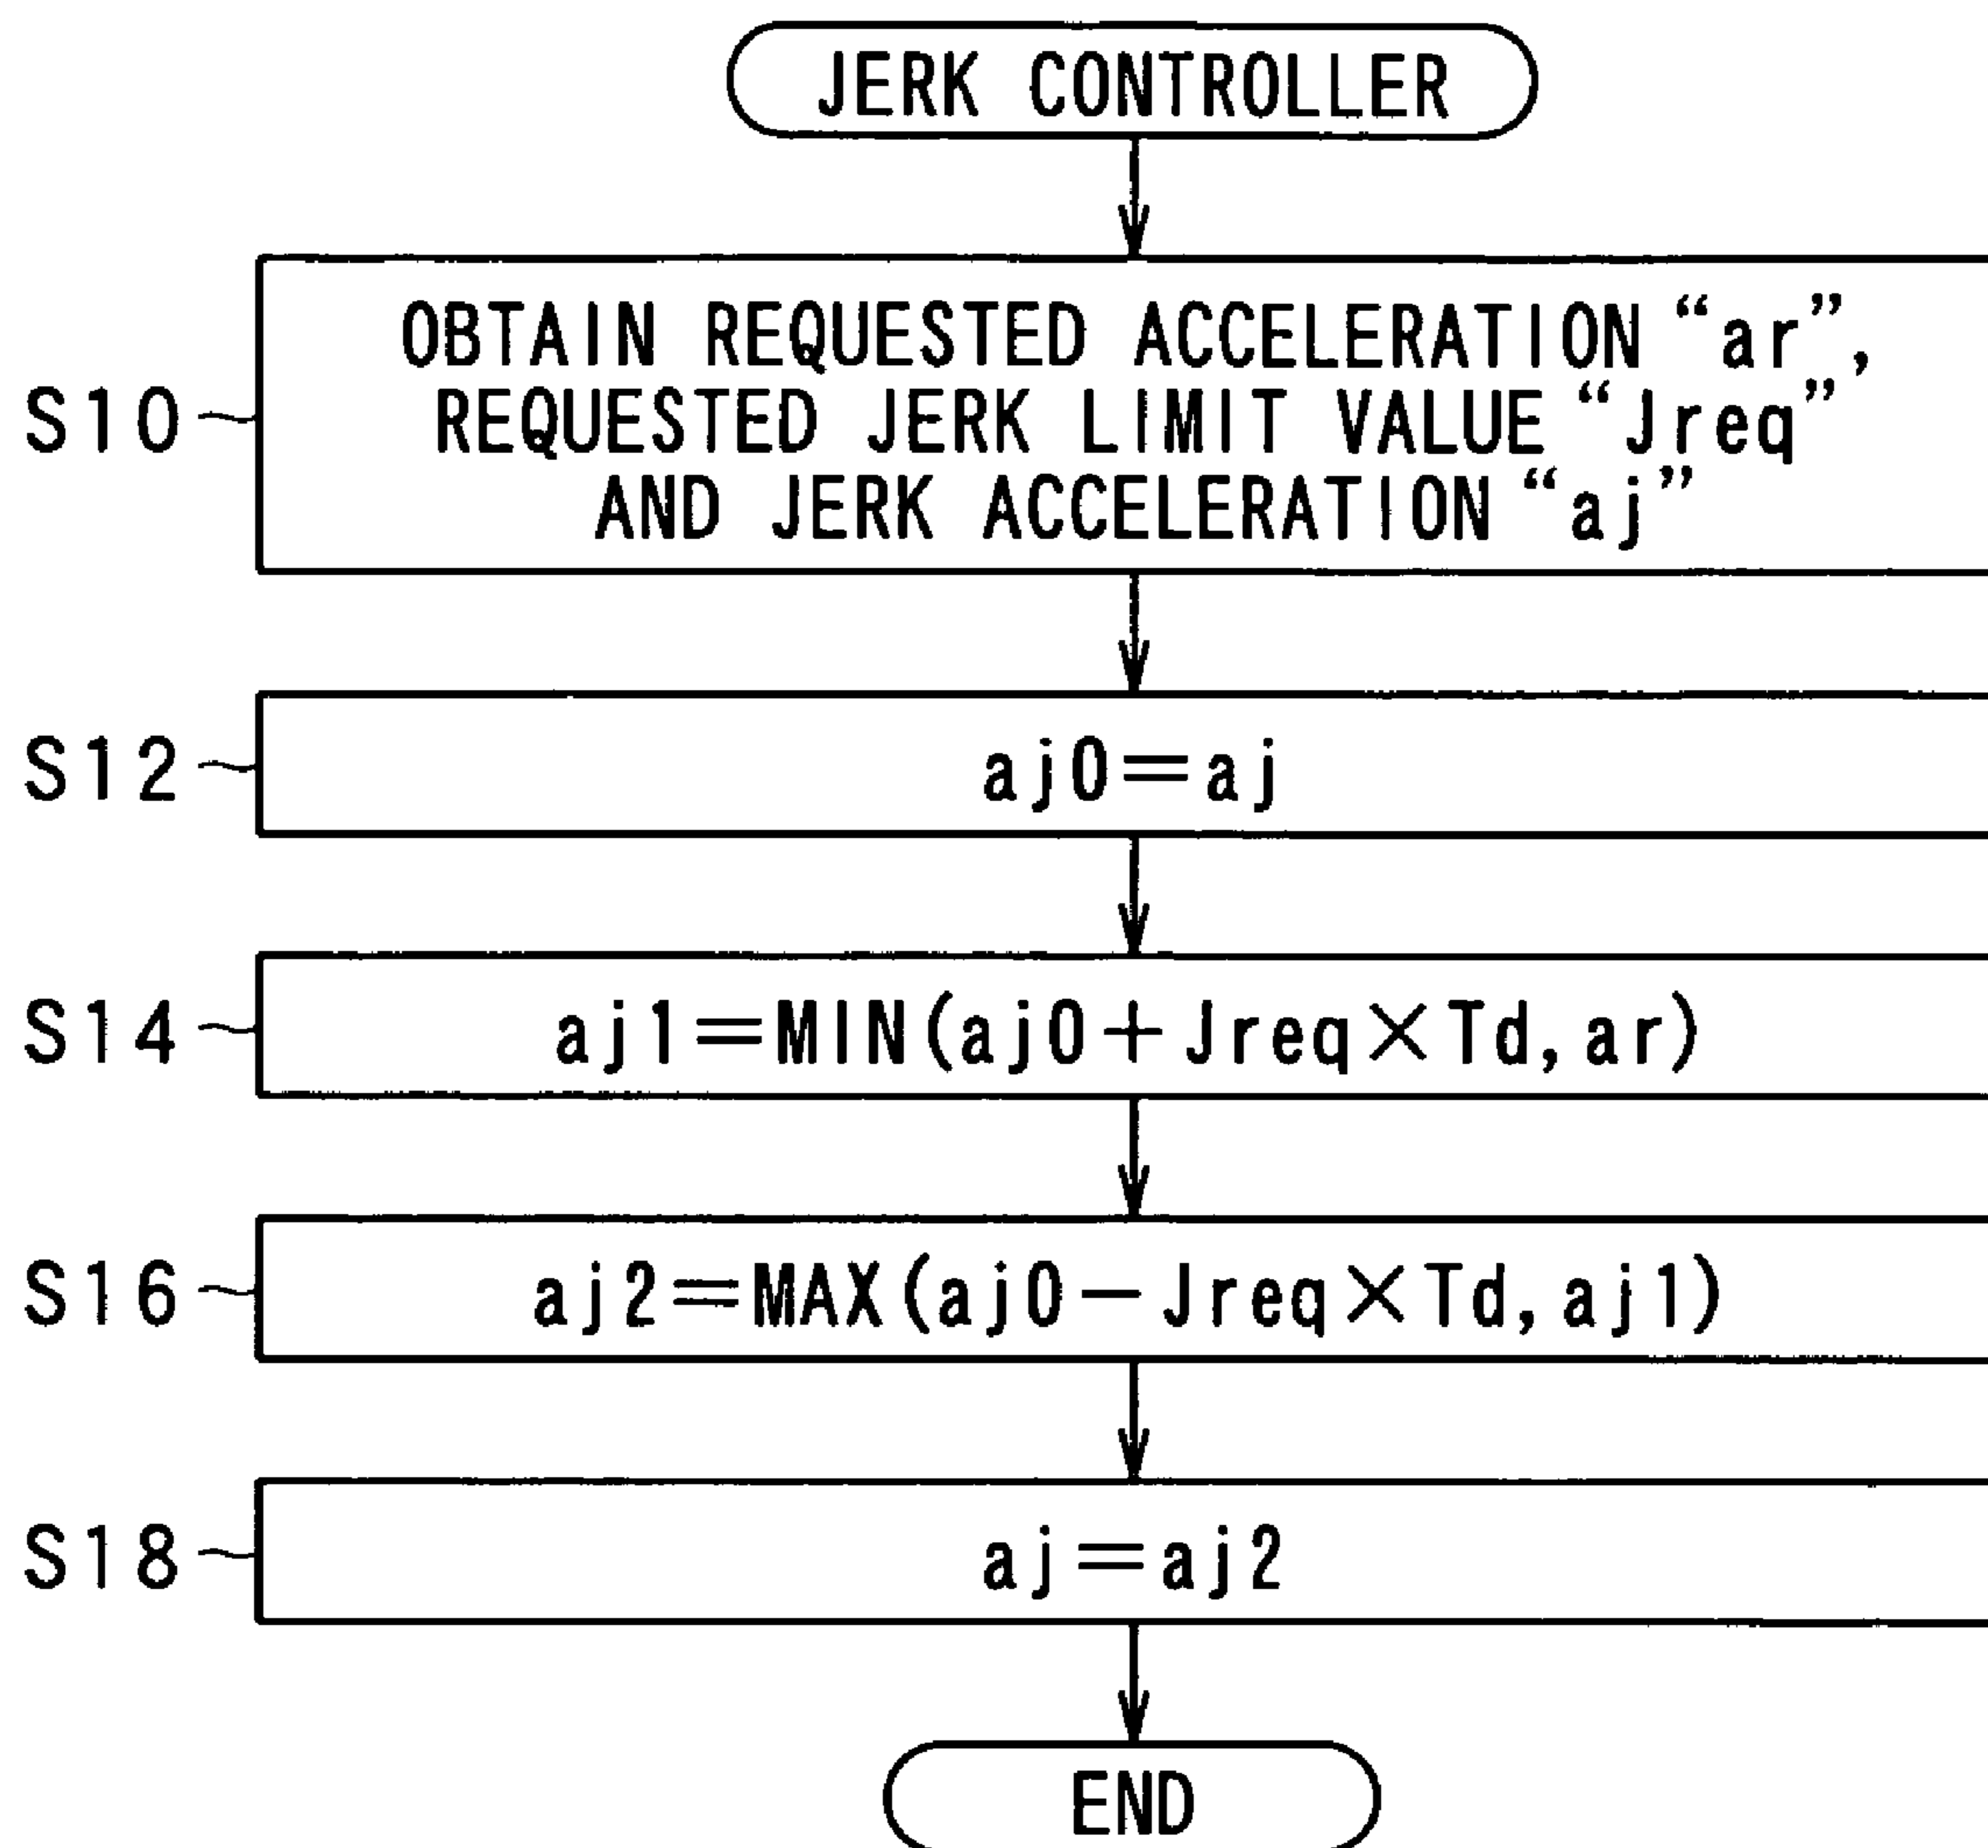 JERK CONTROLLER
S10
OBTAIN REQUESTED ACCELERATION “ar”,
REQUESTED JERK LIMIT VALUE “Jreq”
AND JERK ACCELERATION “aj”
S12
aj0=aj
S14
aj1=MIN(aj0+Jreq×Td,ar)
S16
aj2=MAX(aj0−Jreq×Td,aj1)
S18
aj=aj2
END